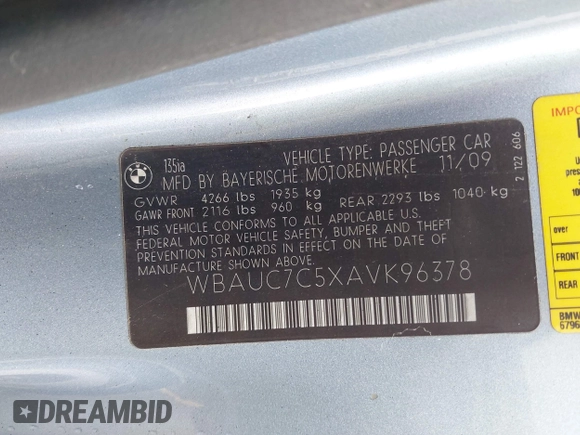 BMW
135ia
VEHICLE TYPE: PASSENGER CAR
MFD BY BAYERISCHE MOTORENWERKE 11/09
GVWR 4266 lbs 1935 kg
GAWR FRONT 2116 lbs 960 kg REAR 2293 lbs 1040 kg
THIS VEHICLE CONFORMS TO ALL APPLICABLE U.S.
FEDERAL MOTOR VEHICLE SAFETY, BUMPER AND THEFT
PREVENTION STANDARDS IN EFFECT ON THE DATE OF
MANUFACTURE SHOWN ABOVE.
WBAUC7C5XAVK96378
2 122 606
over
FRONT
REAR
BMW
DREAMBID